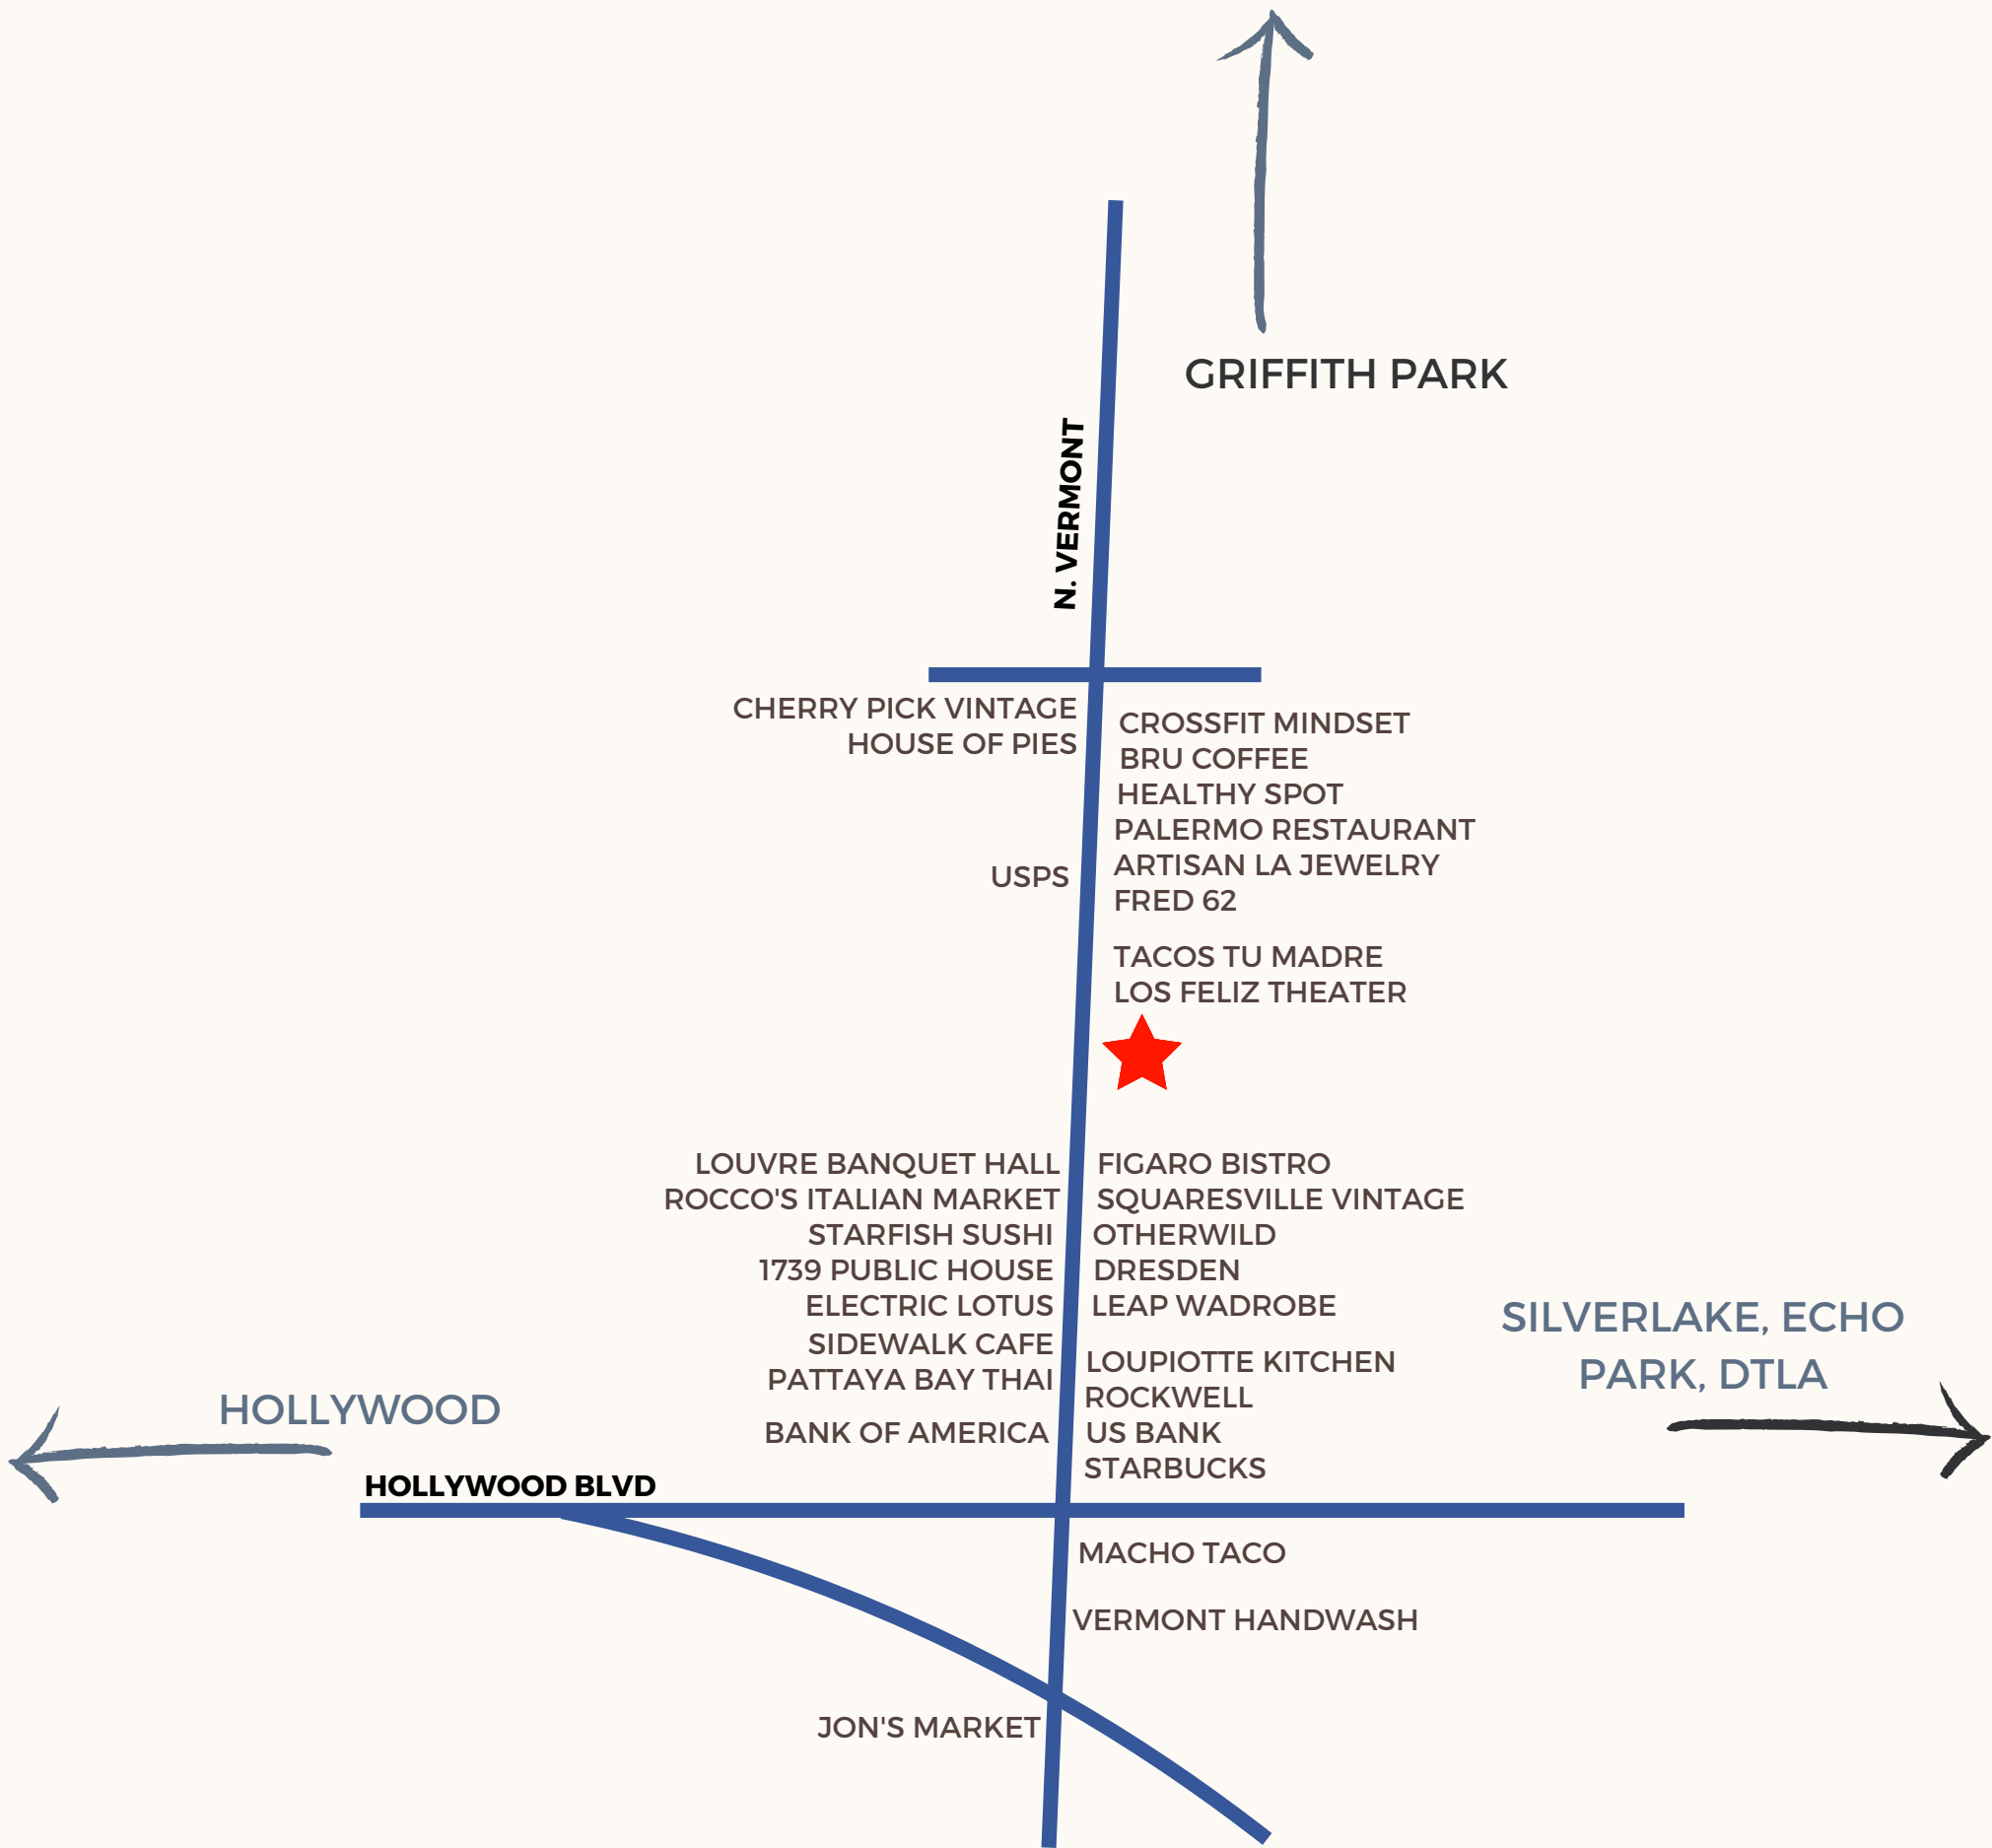 GRIFFITH PARK
N. VERMONT
CHERRY PICK VINTAGE
HOUSE OF PIES
USPS
CROSSFIT MINDSET
BRU COFFEE
HEALTHY SPOT
PALERMO RESTAURANT
ARTISAN LA JEWELRY
FRED 62
TACOS TU MADRE
LOS FELIZ THEATER
LOUVRE BANQUET HALL
ROCCO'S ITALIAN MARKET
STARFISH SUSHI
1739 PUBLIC HOUSE
ELECTRIC LOTUS
SIDEWALK CAFE
PATTAYA BAY THAI
BANK OF AMERICA
FIGARO BISTRO
SQUARESVILLE VINTAGE
OTHERWILD
DRESDEN
LEAP WADROBE
LOUPIOTTE KITCHEN
ROCKWELL
US BANK
STARBUCKS
SILVERLAKE, ECHO
PARK, DTLA
HOLLYWOOD
HOLLYWOOD BLVD
MACHO TACO
VERMONT HANDWASH
JON'S MARKET